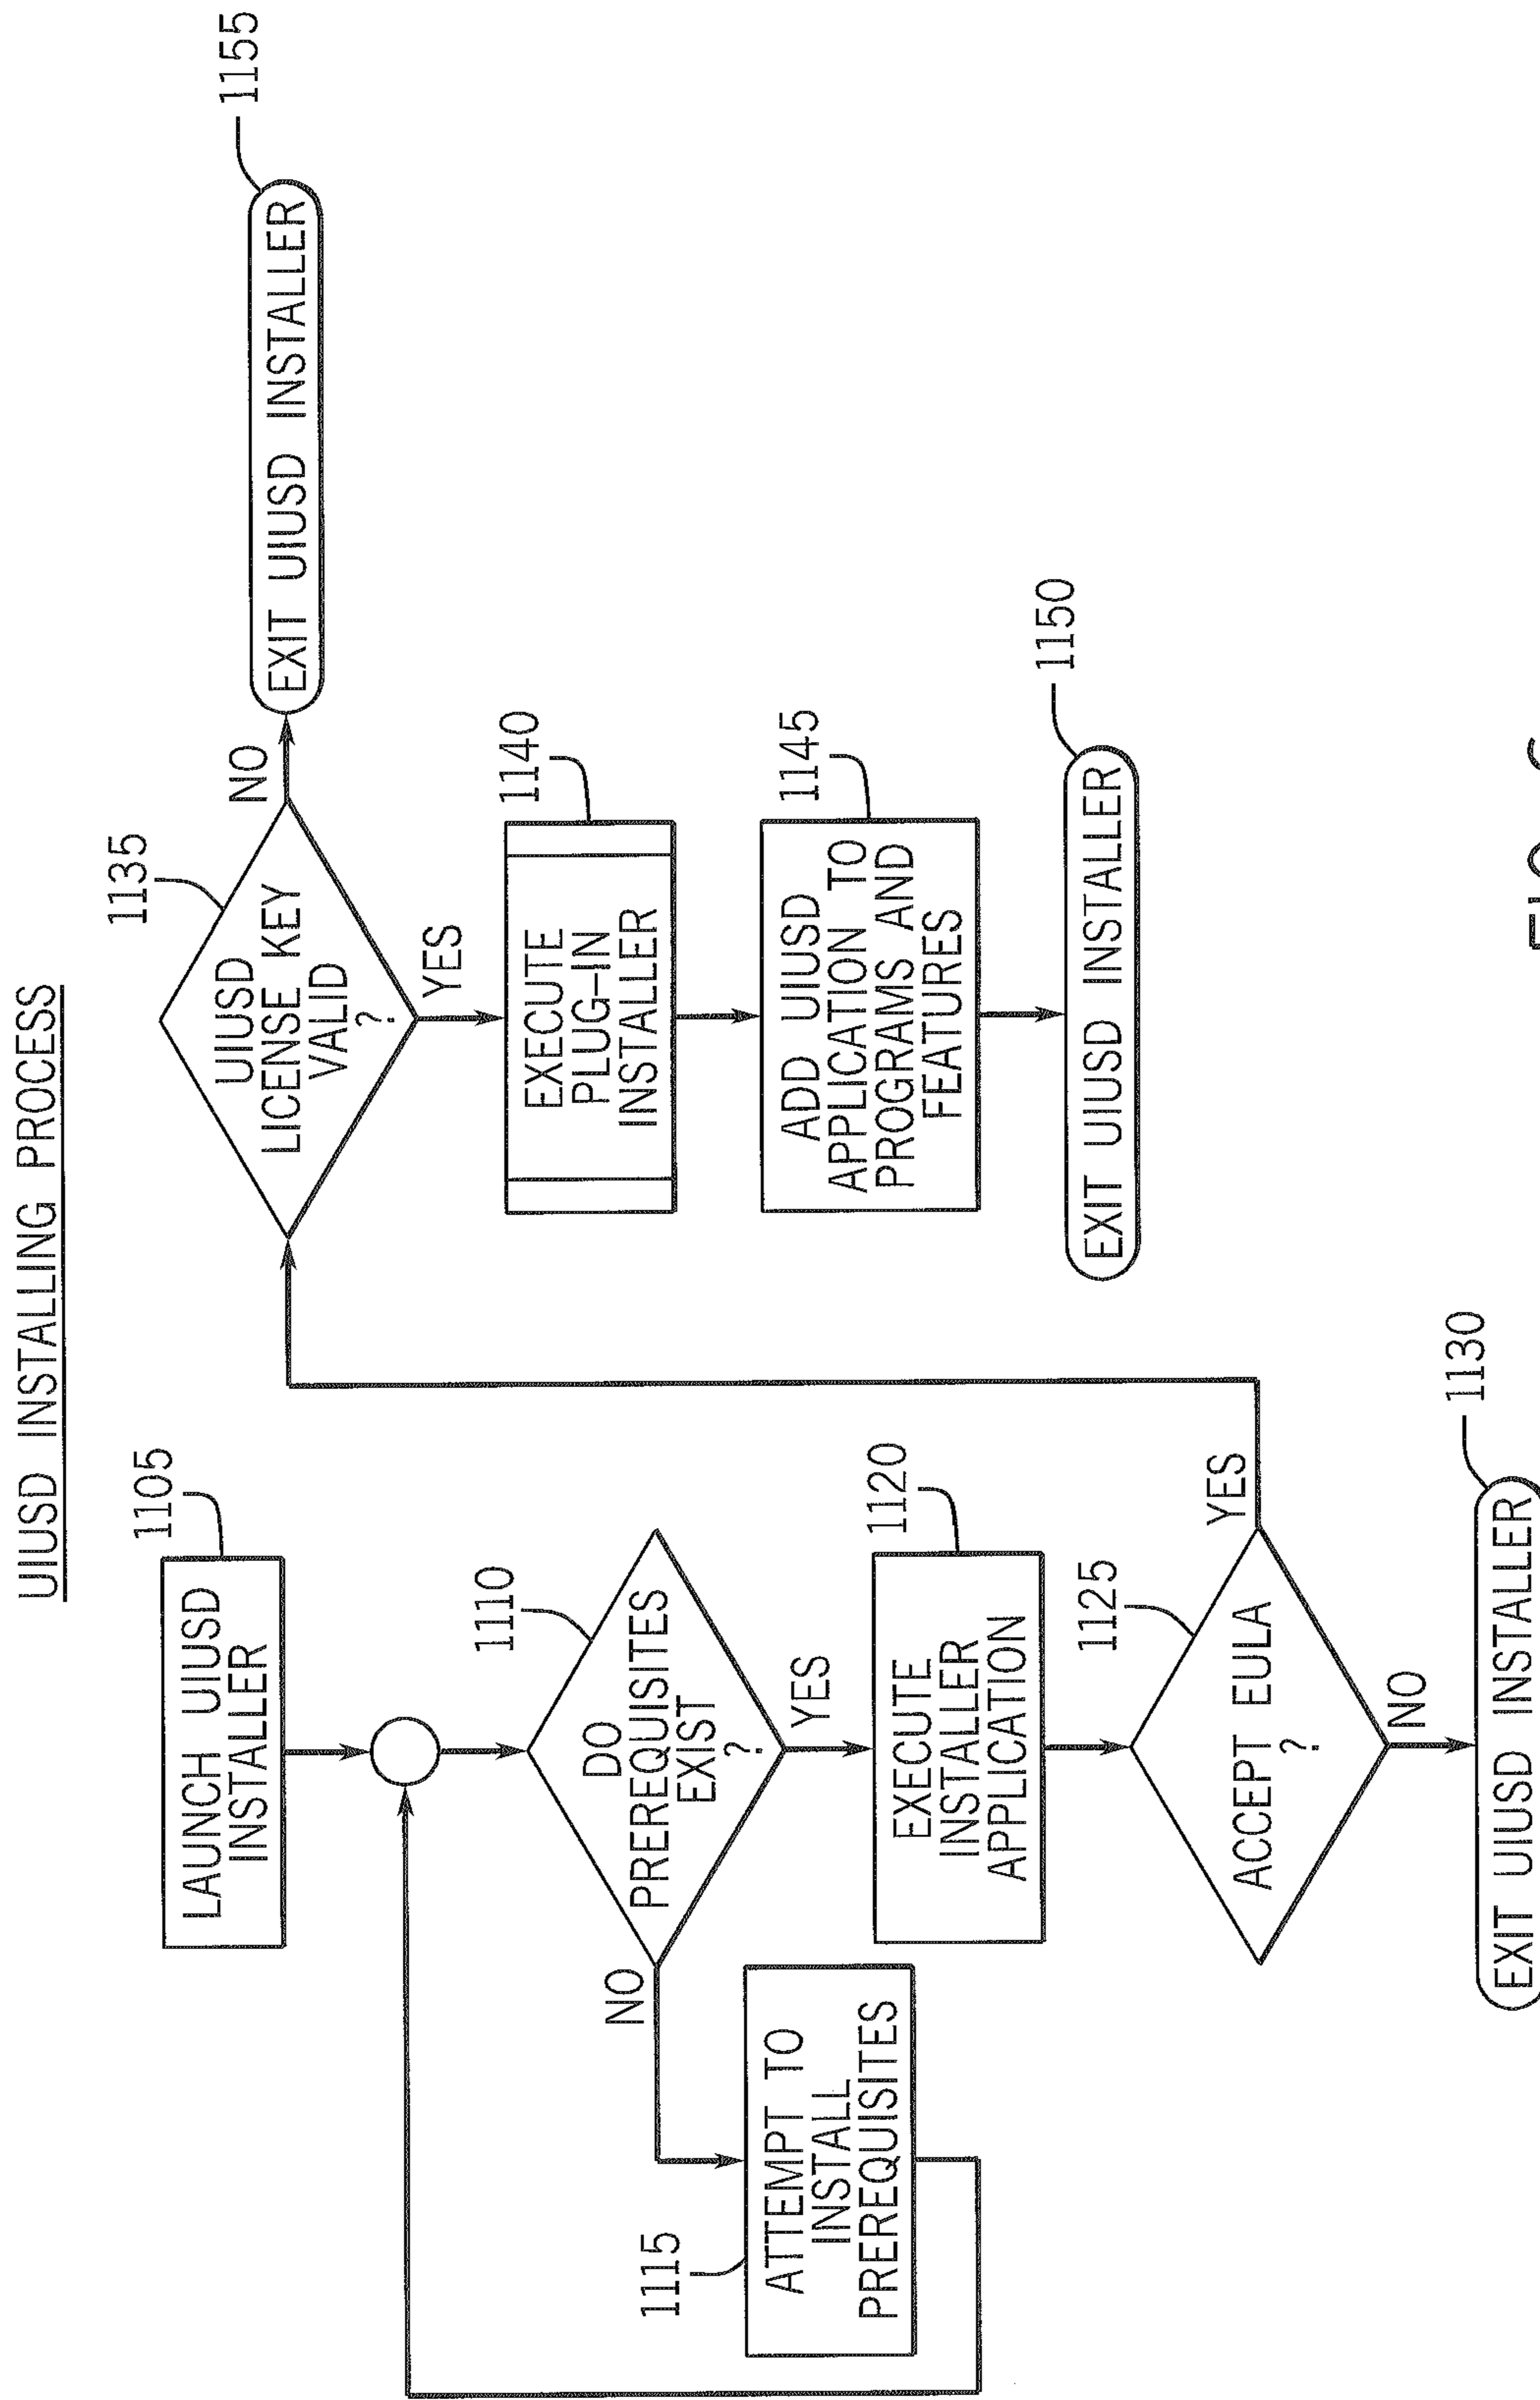 UIUSD INSTALLING PROCESS
1105
LAUNCH UIUSD
INSTALLER
1110
DO
PREREQUISITES
EXIST
?
NO
YES
1115
ATTEMPT TO
INSTALL
PREREQUISITES
1120
EXECUTE
INSTALLER
APPLICATION
1125
ACCEPT EULA
?
YES
NO
1130
EXIT UIUSD INSTALLER
1135
UIUSD
LICENSE KEY
VALID
?
NO
1155
EXIT UIUSD INSTALLER
YES
1140
EXECUTE
PLUG-IN
INSTALLER
1145
ADD UIUSD
APPLICATION TO
PROGRAMS AND
FEATURES
1150
EXIT UIUSD INSTALLER